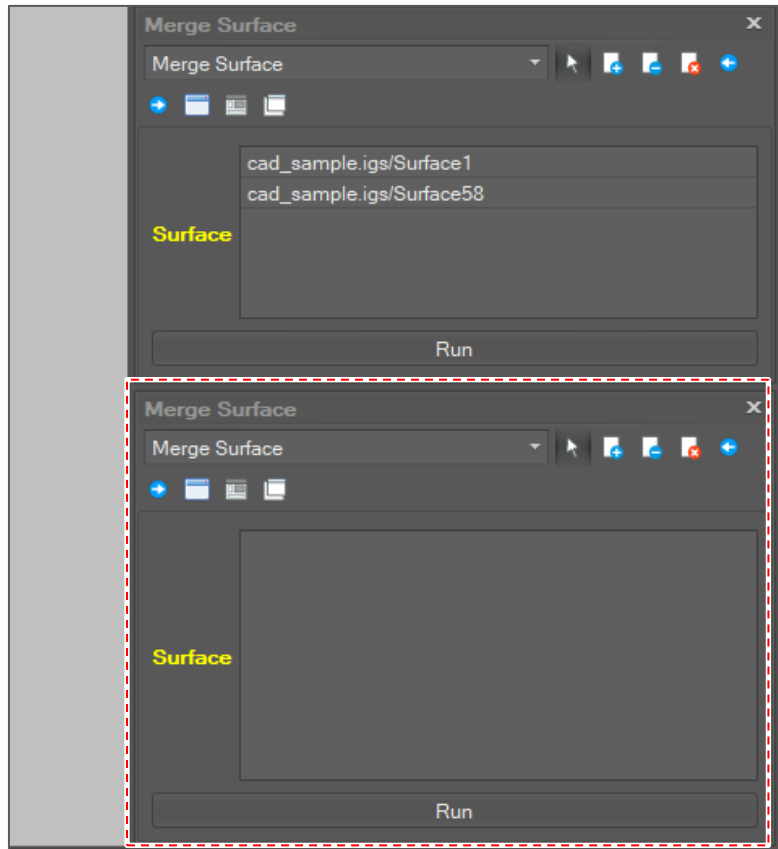 Merge Surface
Merge Surface
cad_sample.igs/Surface1
cad_sample.igs/Surface58
Surface
Run
Merge Surface
Merge Surface
Surface
Run